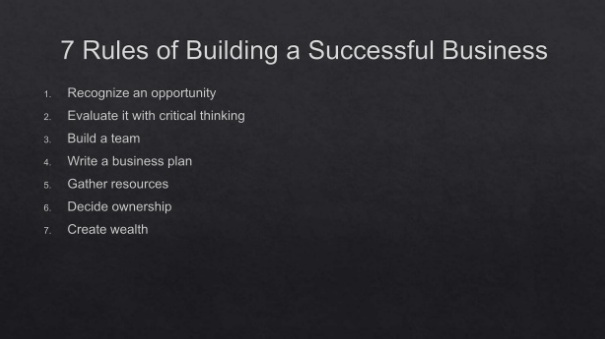 7 Rules of Building a Successful Business
1. Recognize an opportunity
2. Evaluate it with critical thinking
3. Build a team
4. Write a business plan
5. Gather resources
6. Decide ownership
7. Create wealth